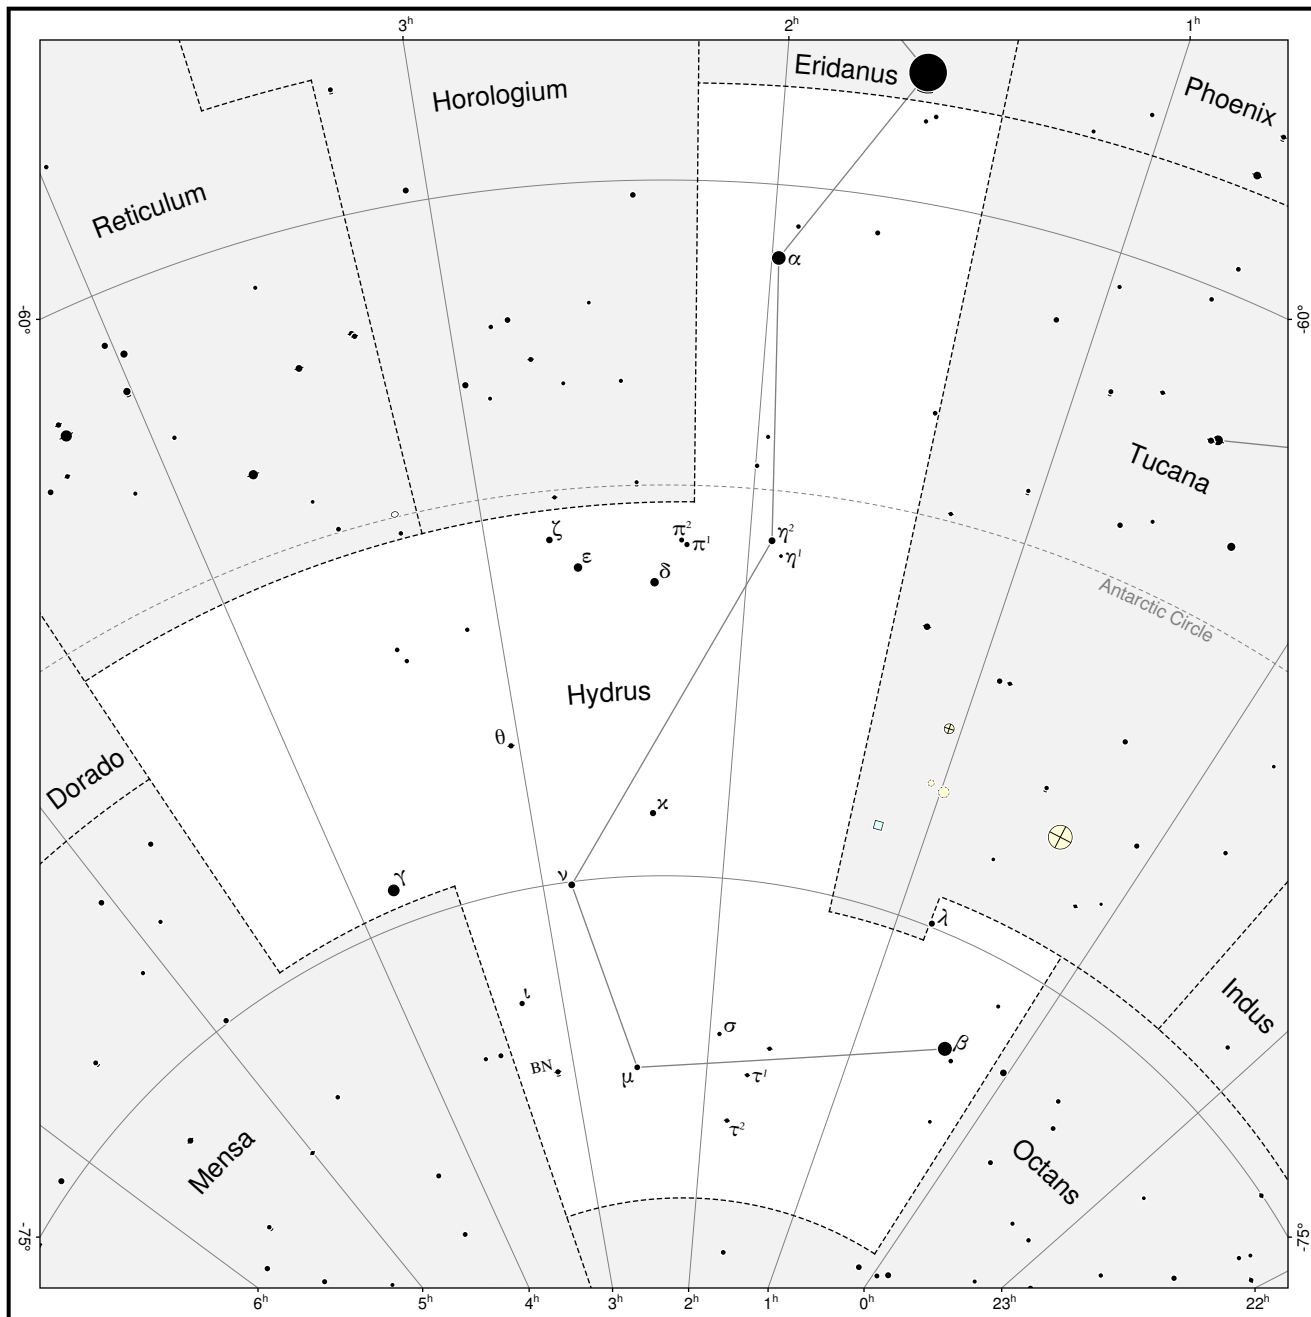 3h
2h
1h
Eridanus
Phoenix
Horologium
Reticulum
α
-60°
-60°
Tucana
ζ
π2
π1
η2
η1
ε
δ
Antarctic Circle
Hydrus
θ
Dorado
ϰ
γ
ν
λ
ι
Indus
σ
β
BN
μ
τ1
τ2
Mensa
Octans
-75°
-75°
6h
5h
4h
3h
2h
1h
0h
23h
22h